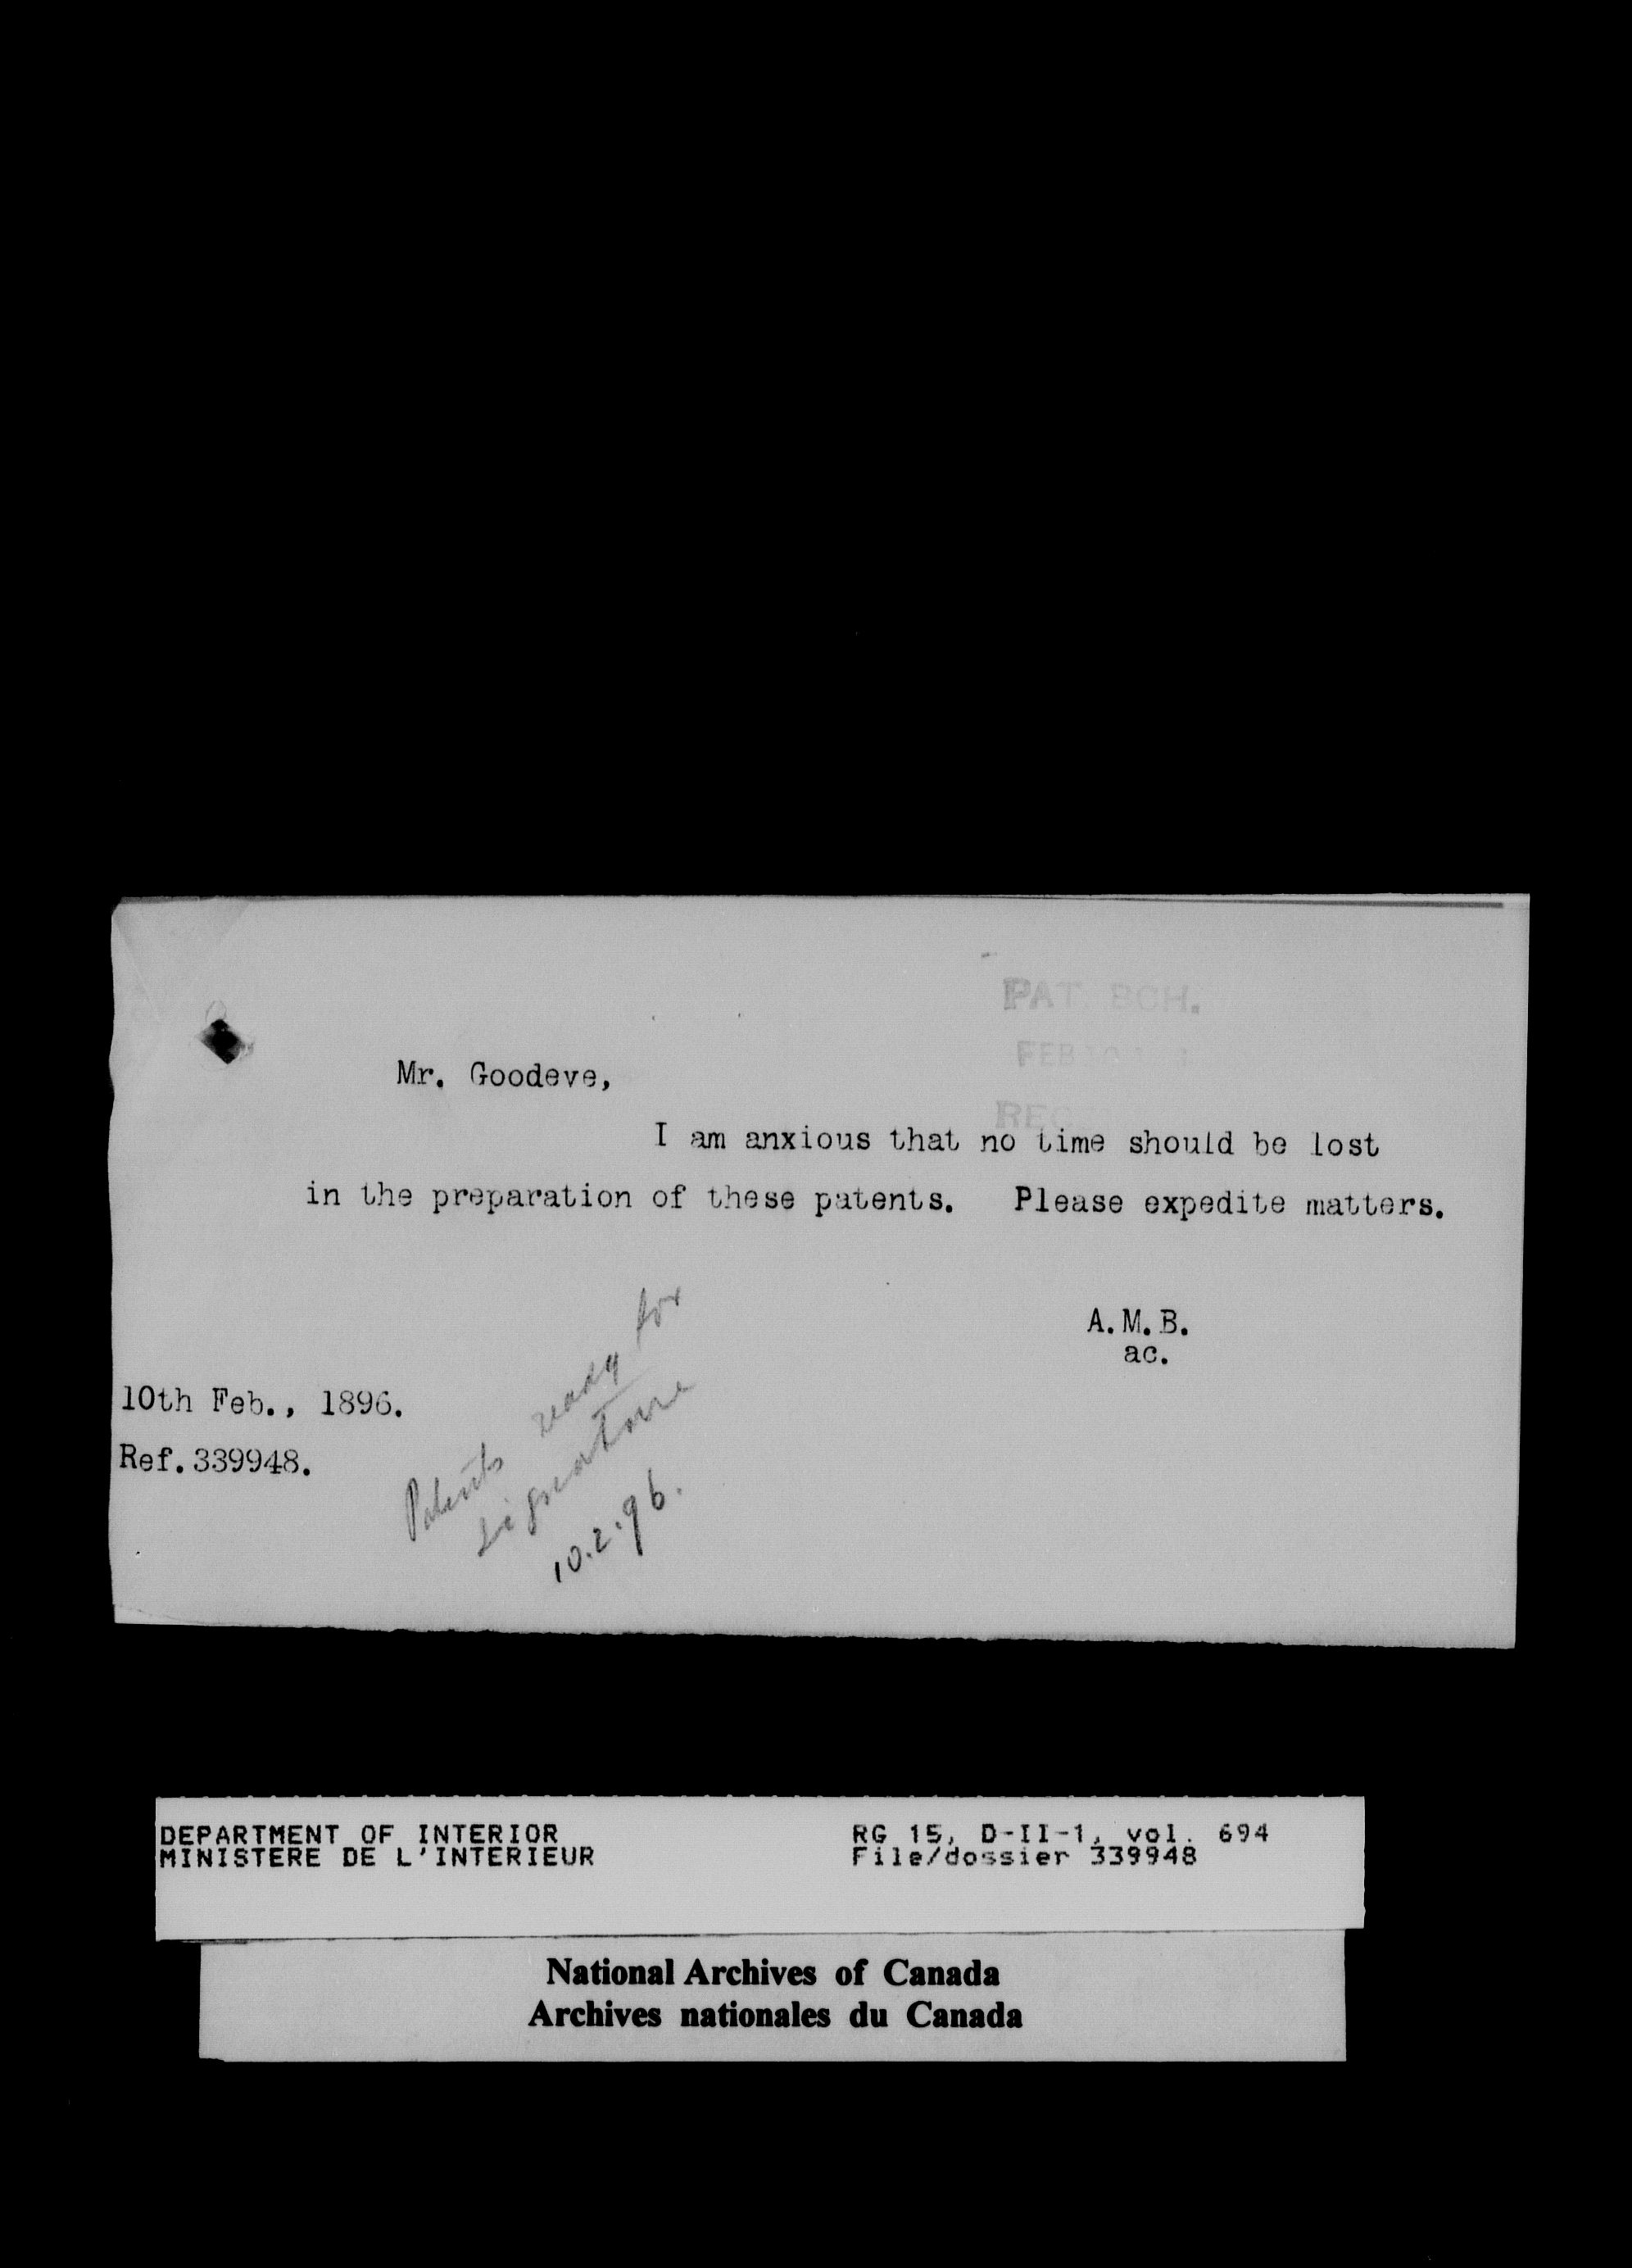 PAT. BCH.
FEB 10
REC
Mr. Goodeve,
I am anxious that no time should be lost
in the preparation of these patents. Please expedite matters.
A.M.B.
ac.
10th Feb., 1896.
Ref.339948.
Patents ready for
signature
10.2.96.
DEPARTMENT OF INTERIOR
MINISTERE DE L'INTERIEUR
RG 15, D-II-1, vol. 694
File/dossier 339948
National Archives of Canada
Archives nationales du Canada